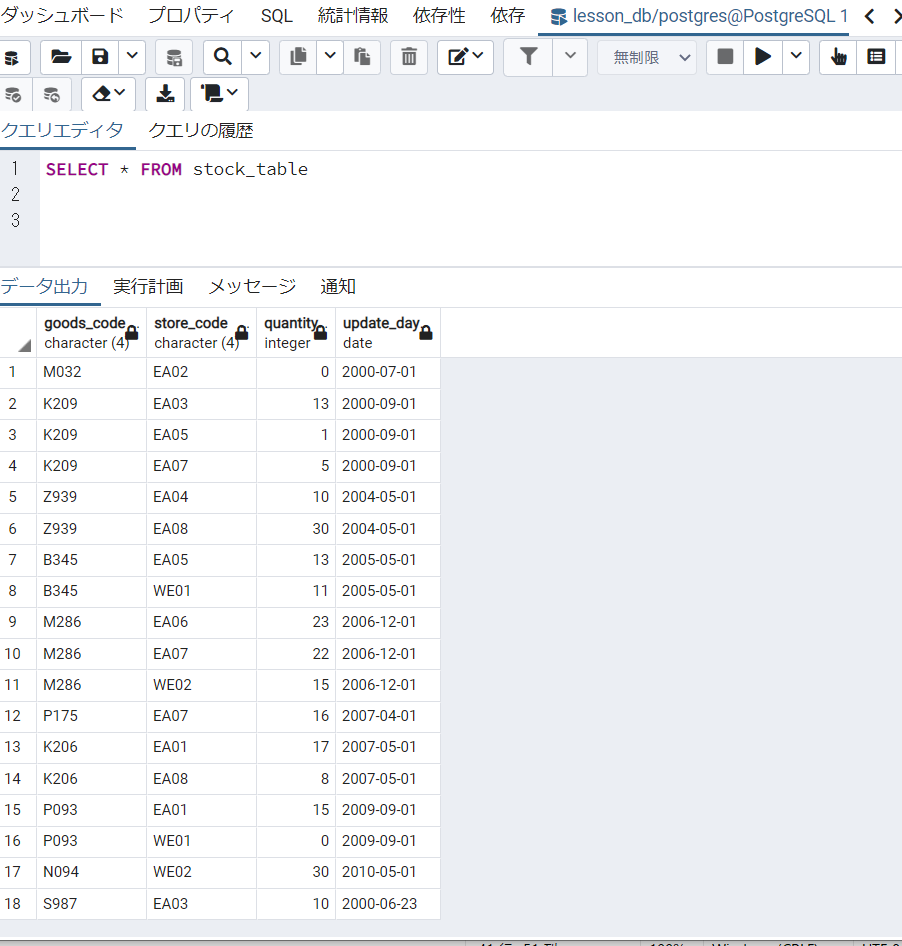 ダッシュボード プロパティ SQL 統計情報 依存性 依存 lesson_db/postgres@PostgreSQL 1
無制限
クエリエディタ クエリの履歴
1 SELECT * FROM stock_table
2
3
データ出力 実行計画 メッセージ 通知
goods_code store_code quantity update_day
character (4) character (4) integer date
1 M032 EA02 0 2000-07-01
2 K209 EA03 13 2000-09-01
3 K209 EA05 1 2000-09-01
4 K209 EA07 5 2000-09-01
5 Z939 EA04 10 2004-05-01
6 Z939 EA08 30 2004-05-01
7 B345 EA05 13 2005-05-01
8 B345 WE01 11 2005-05-01
9 M286 EA06 23 2006-12-01
10 M286 EA07 22 2006-12-01
11 M286 WE02 15 2006-12-01
12 P175 EA07 16 2007-04-01
13 K206 EA01 17 2007-05-01
14 K206 EA08 8 2007-05-01
15 P093 EA01 15 2009-09-01
16 P093 WE01 0 2009-09-01
17 N094 WE02 30 2010-05-01
18 S987 EA03 10 2000-06-23